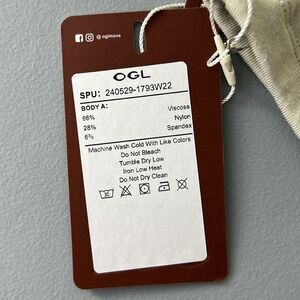 @ oglmove
OGL
SPU: 240529-1793W22
BODY A:
66% Viscose
28% Nylon
6% Spandex
Machine Wash Cold With Like Colors
Do Not Bleach
Tumble Dry Low
Iron Low Heat
Do Not Dry Clean